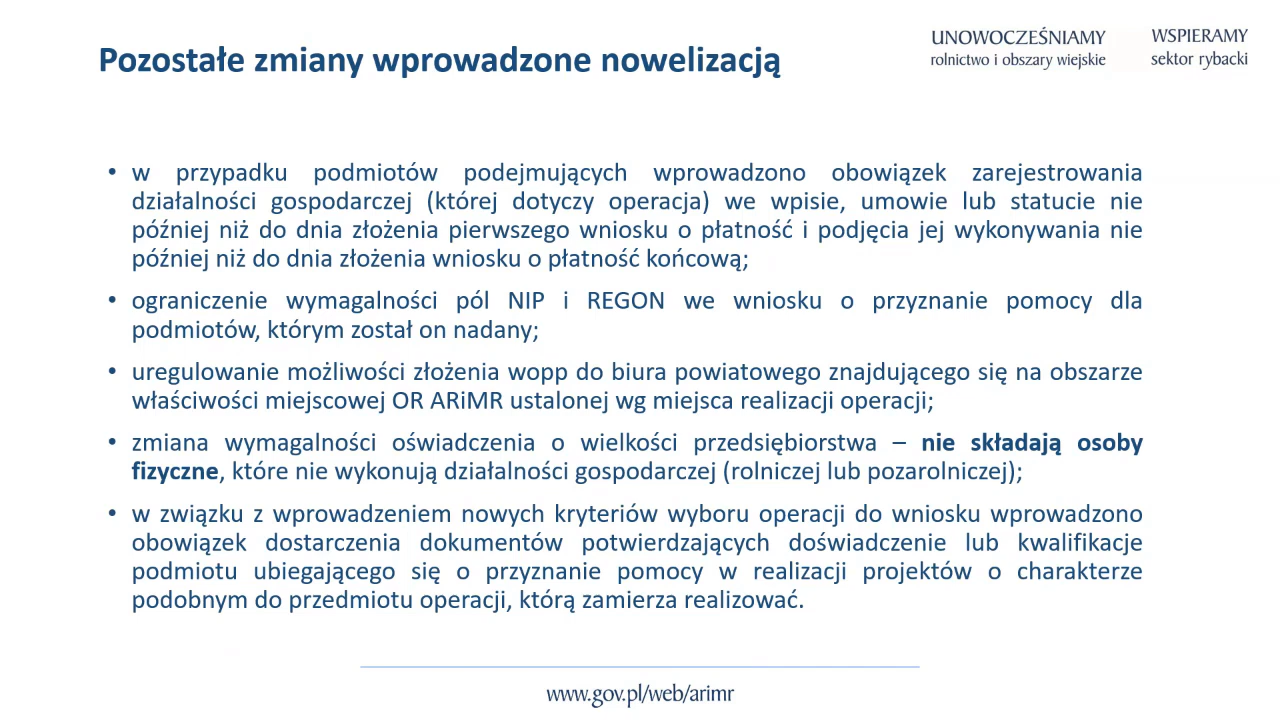 Pozostałe zmiany wprowadzone nowelizacją
UNOWOCZEŚNIAMY
rolnictwo i obszary wiejskie
WSPIERAMY
sektor rybacki
• w przypadku podmiotów podejmujących wprowadzono obowiązek zarejestrowania
działalności gospodarczej (której dotyczy operacja) we wpisie, umowie lub statucie nie
później niż do dnia złożenia pierwszego wniosku o płatność i podjęcia jej wykonywania nie
później niż do dnia złożenia wniosku o płatność końcową;
• ograniczenie wymagalności pól NIP i REGON we wniosku o przyznanie pomocy dla
podmiotów, którym został on nadany;
• uregulowanie możliwości złożenia wopp do biura powiatowego znajdującego się na obszarze
właściwości miejscowej OR ARiMR ustalonej wg miejsca realizacji operacji;
• zmiana wymagalności oświadczenia o wielkości przedsiębiorstwa – nie składają osoby
fizyczne, które nie wykonują działalności gospodarczej (rolniczej lub pozarolniczej);
• w związku z wprowadzeniem nowych kryteriów wyboru operacji do wniosku wprowadzono
obowiązek dostarczenia dokumentów potwierdzających doświadczenie lub kwalifikacje
podmiotu ubiegającego się o przyznanie pomocy w realizacji projektów o charakterze
podobnym do przedmiotu operacji, którą zamierza realizować.
www.gov.pl/web/arimr